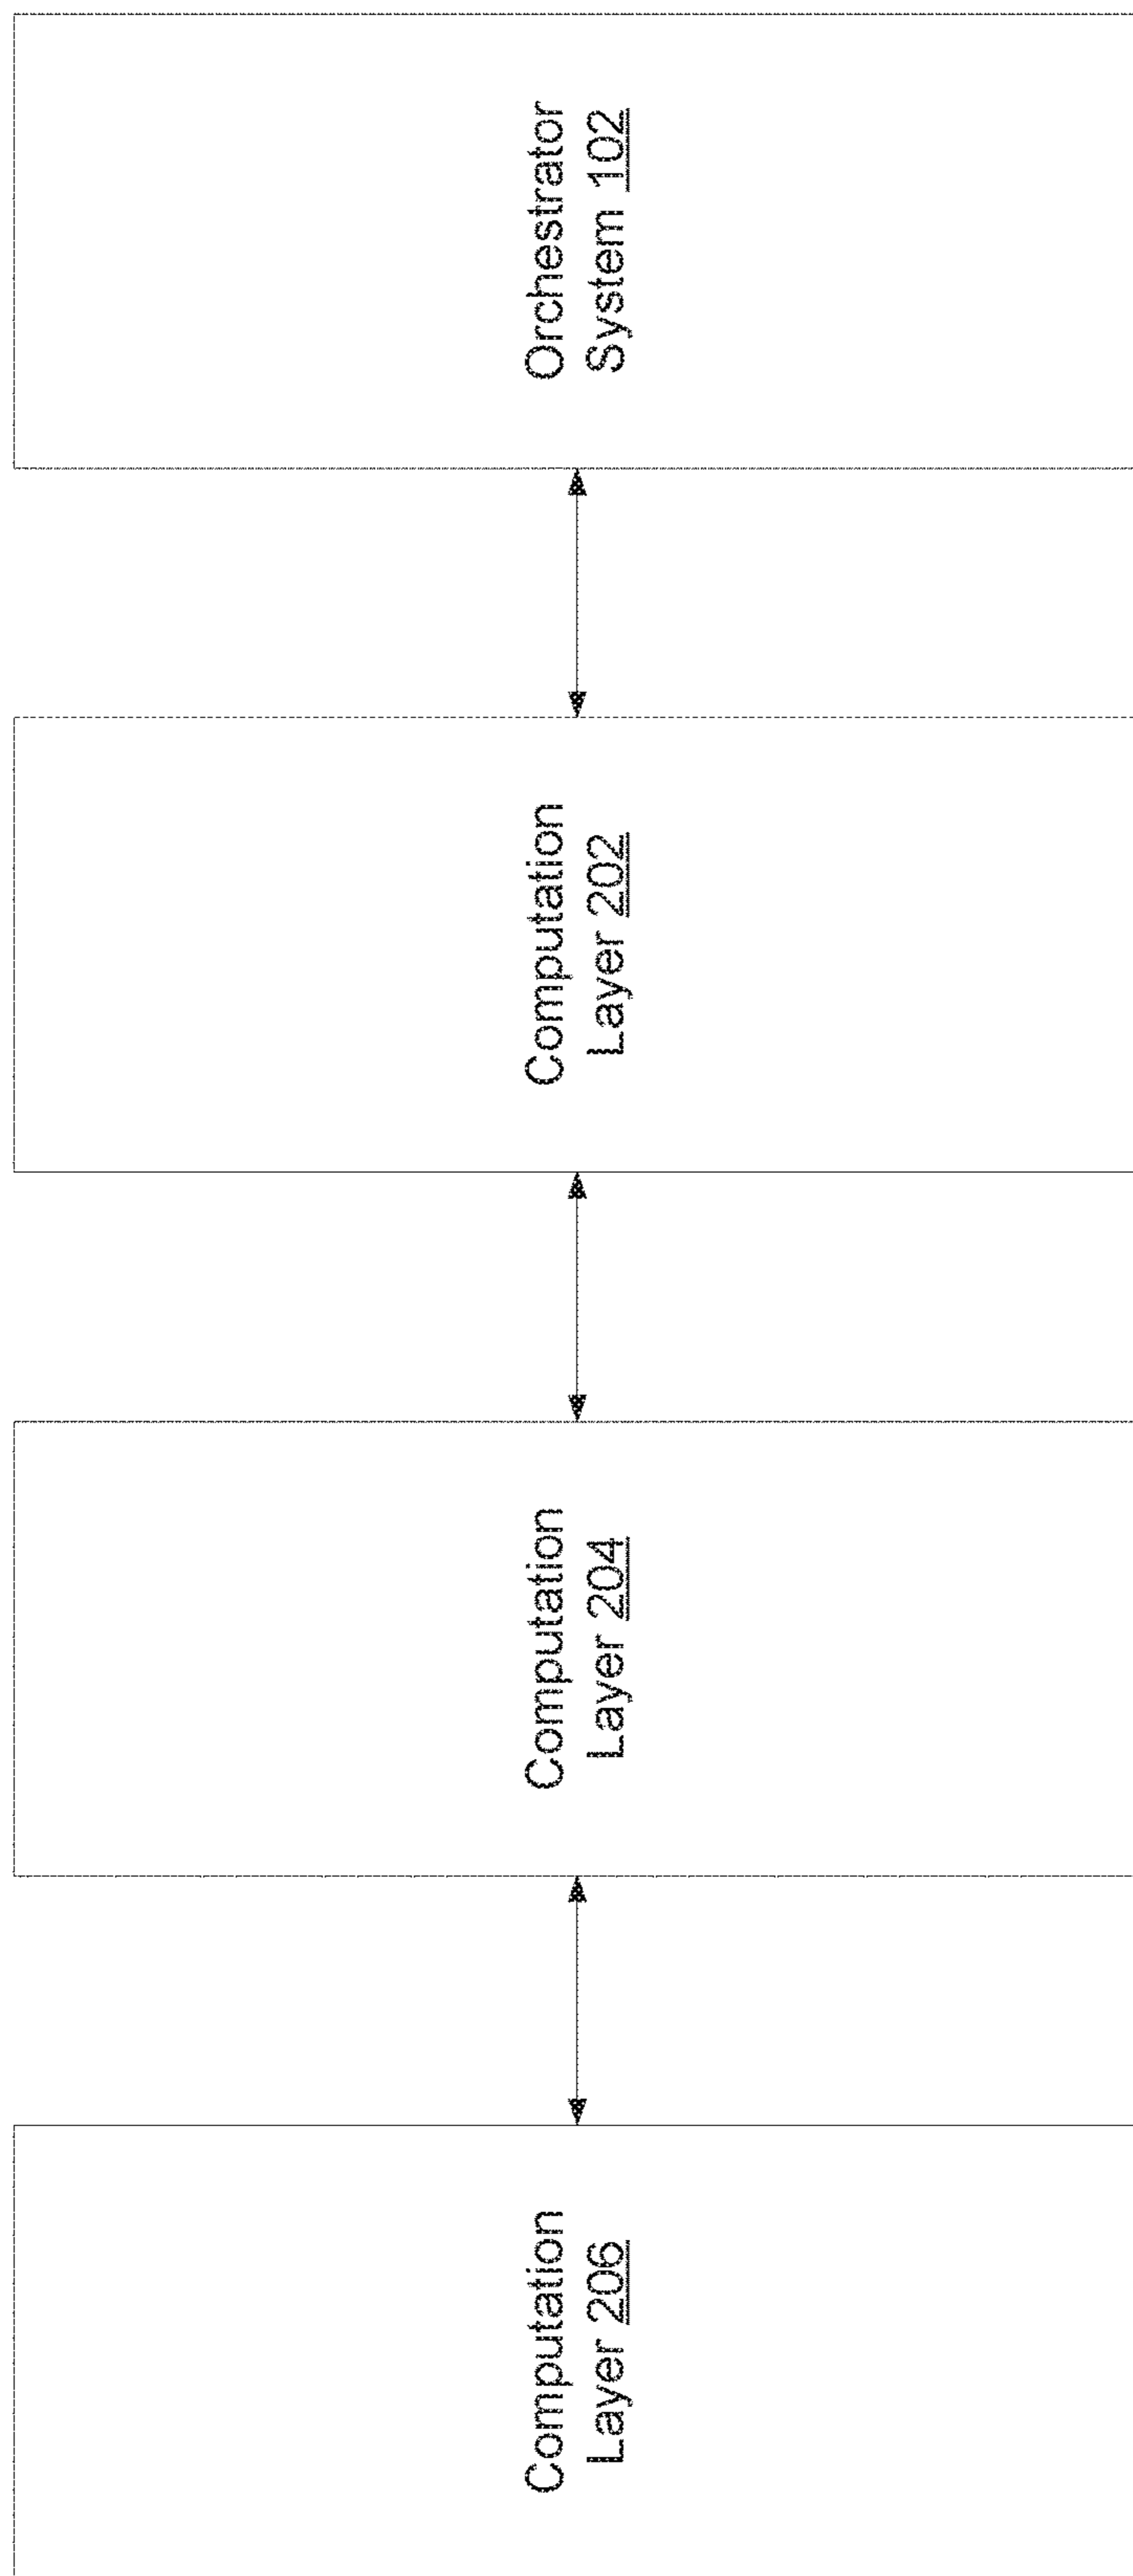 Computation
Layer 206
Computation
Layer 204
Computation
Layer 202
Orchestrator
System 102